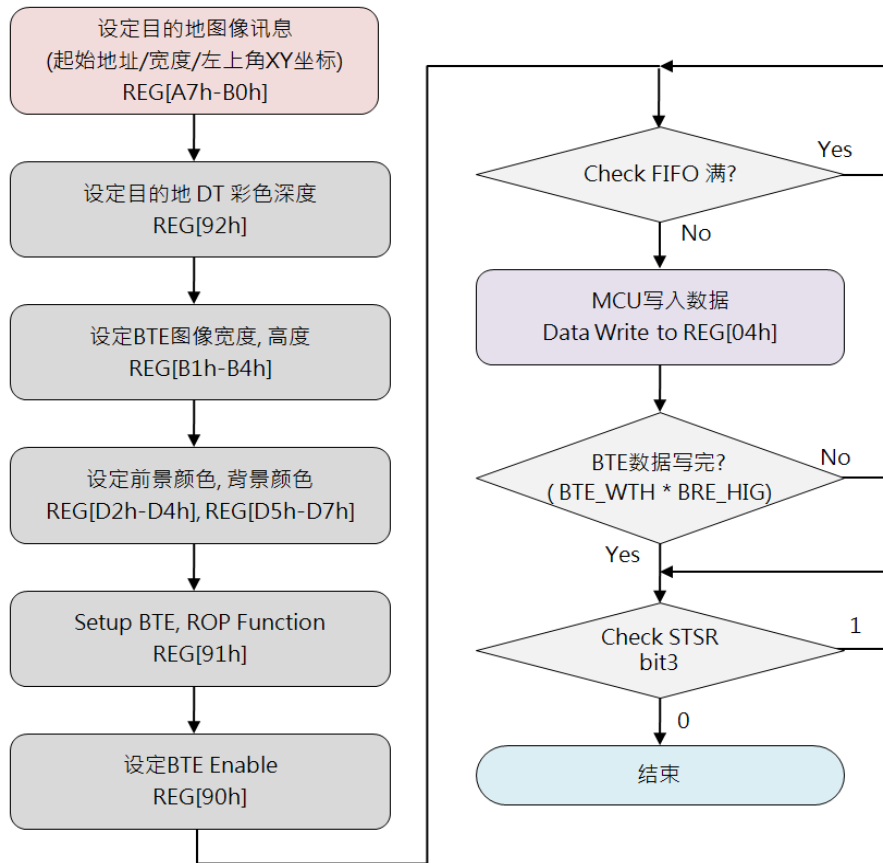 设定目的地图像讯息
(起始地址/宽度/左上角XY坐标)
REG[A7h-B0h]
设定目的地 DT 彩色深度
REG[92h]
设定BTE图像宽度, 高度
REG[B1h-B4h]
设定前景颜色, 背景颜色
REG[D2h-D4h], REG[D5h-D7h]
Setup BTE, ROP Function
REG[91h]
设定BTE Enable
REG[90h]
Check FIFO 满?
Yes
No
MCU写入数据
Data Write to REG[04h]
BTE数据写完?
( BTE_WTH * BRE_HIG)
No
Yes
Check STSR
bit3
1
0
结束